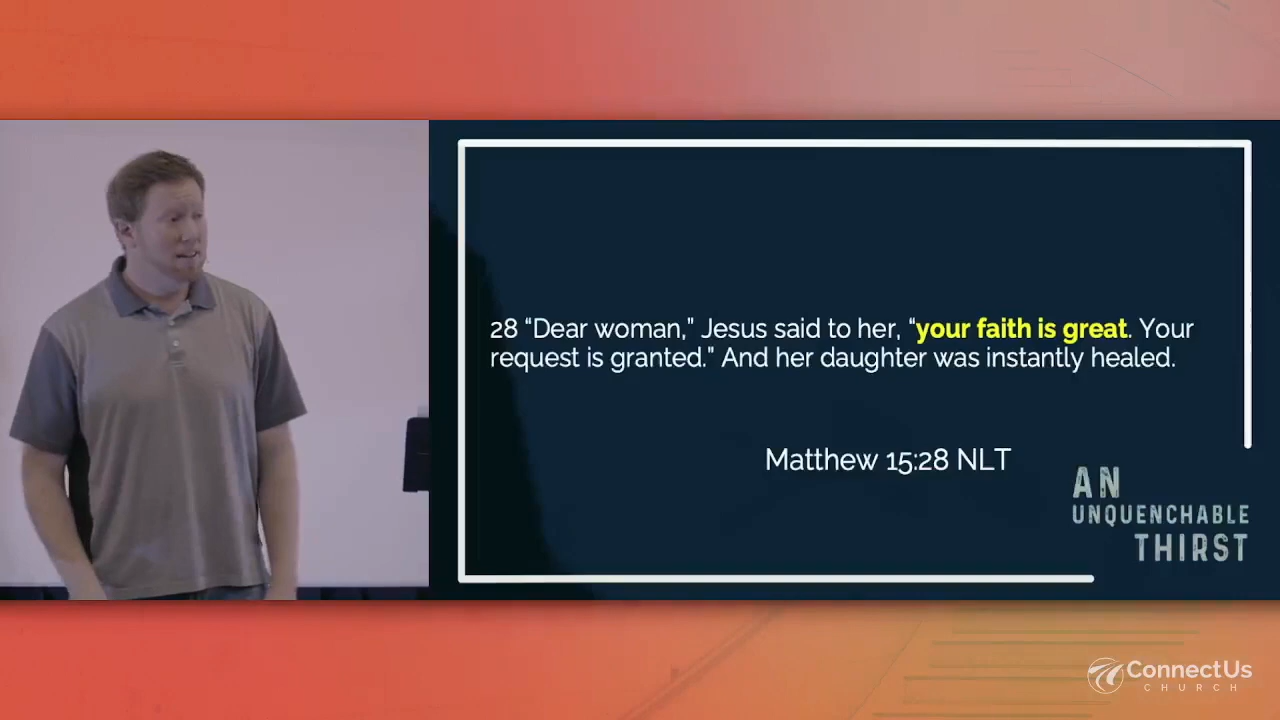 28 “Dear woman,” Jesus said to her, “your faith is great. Your
request is granted.” And her daughter was instantly healed.
Matthew 15:28 NLT
AN
UNQUENCHABLE
THIRST
ConnectUs
CHURCH